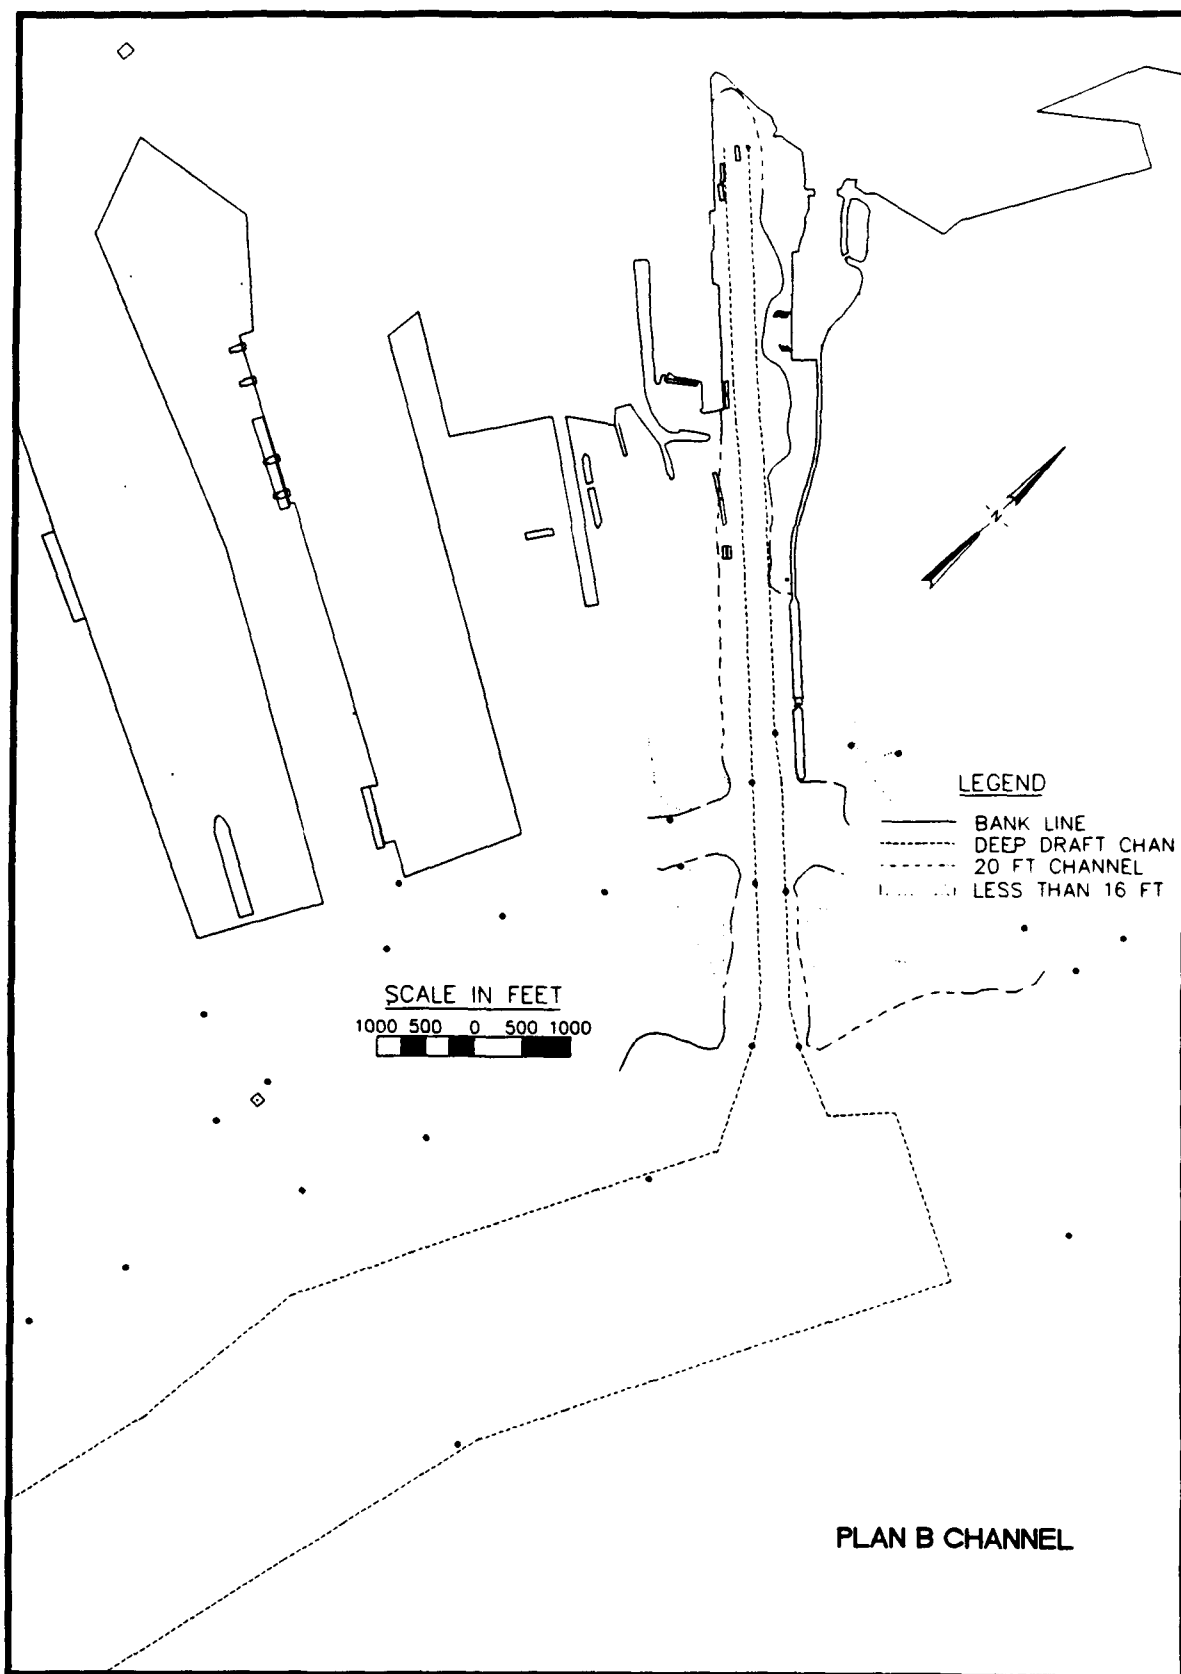 N
LEGEND
BANK LINE
DEEP DRAFT CHAN
20 FT CHANNEL
LESS THAN 16 FT
SCALE IN FEET
1000 500 0 500 1000
PLAN B CHANNEL